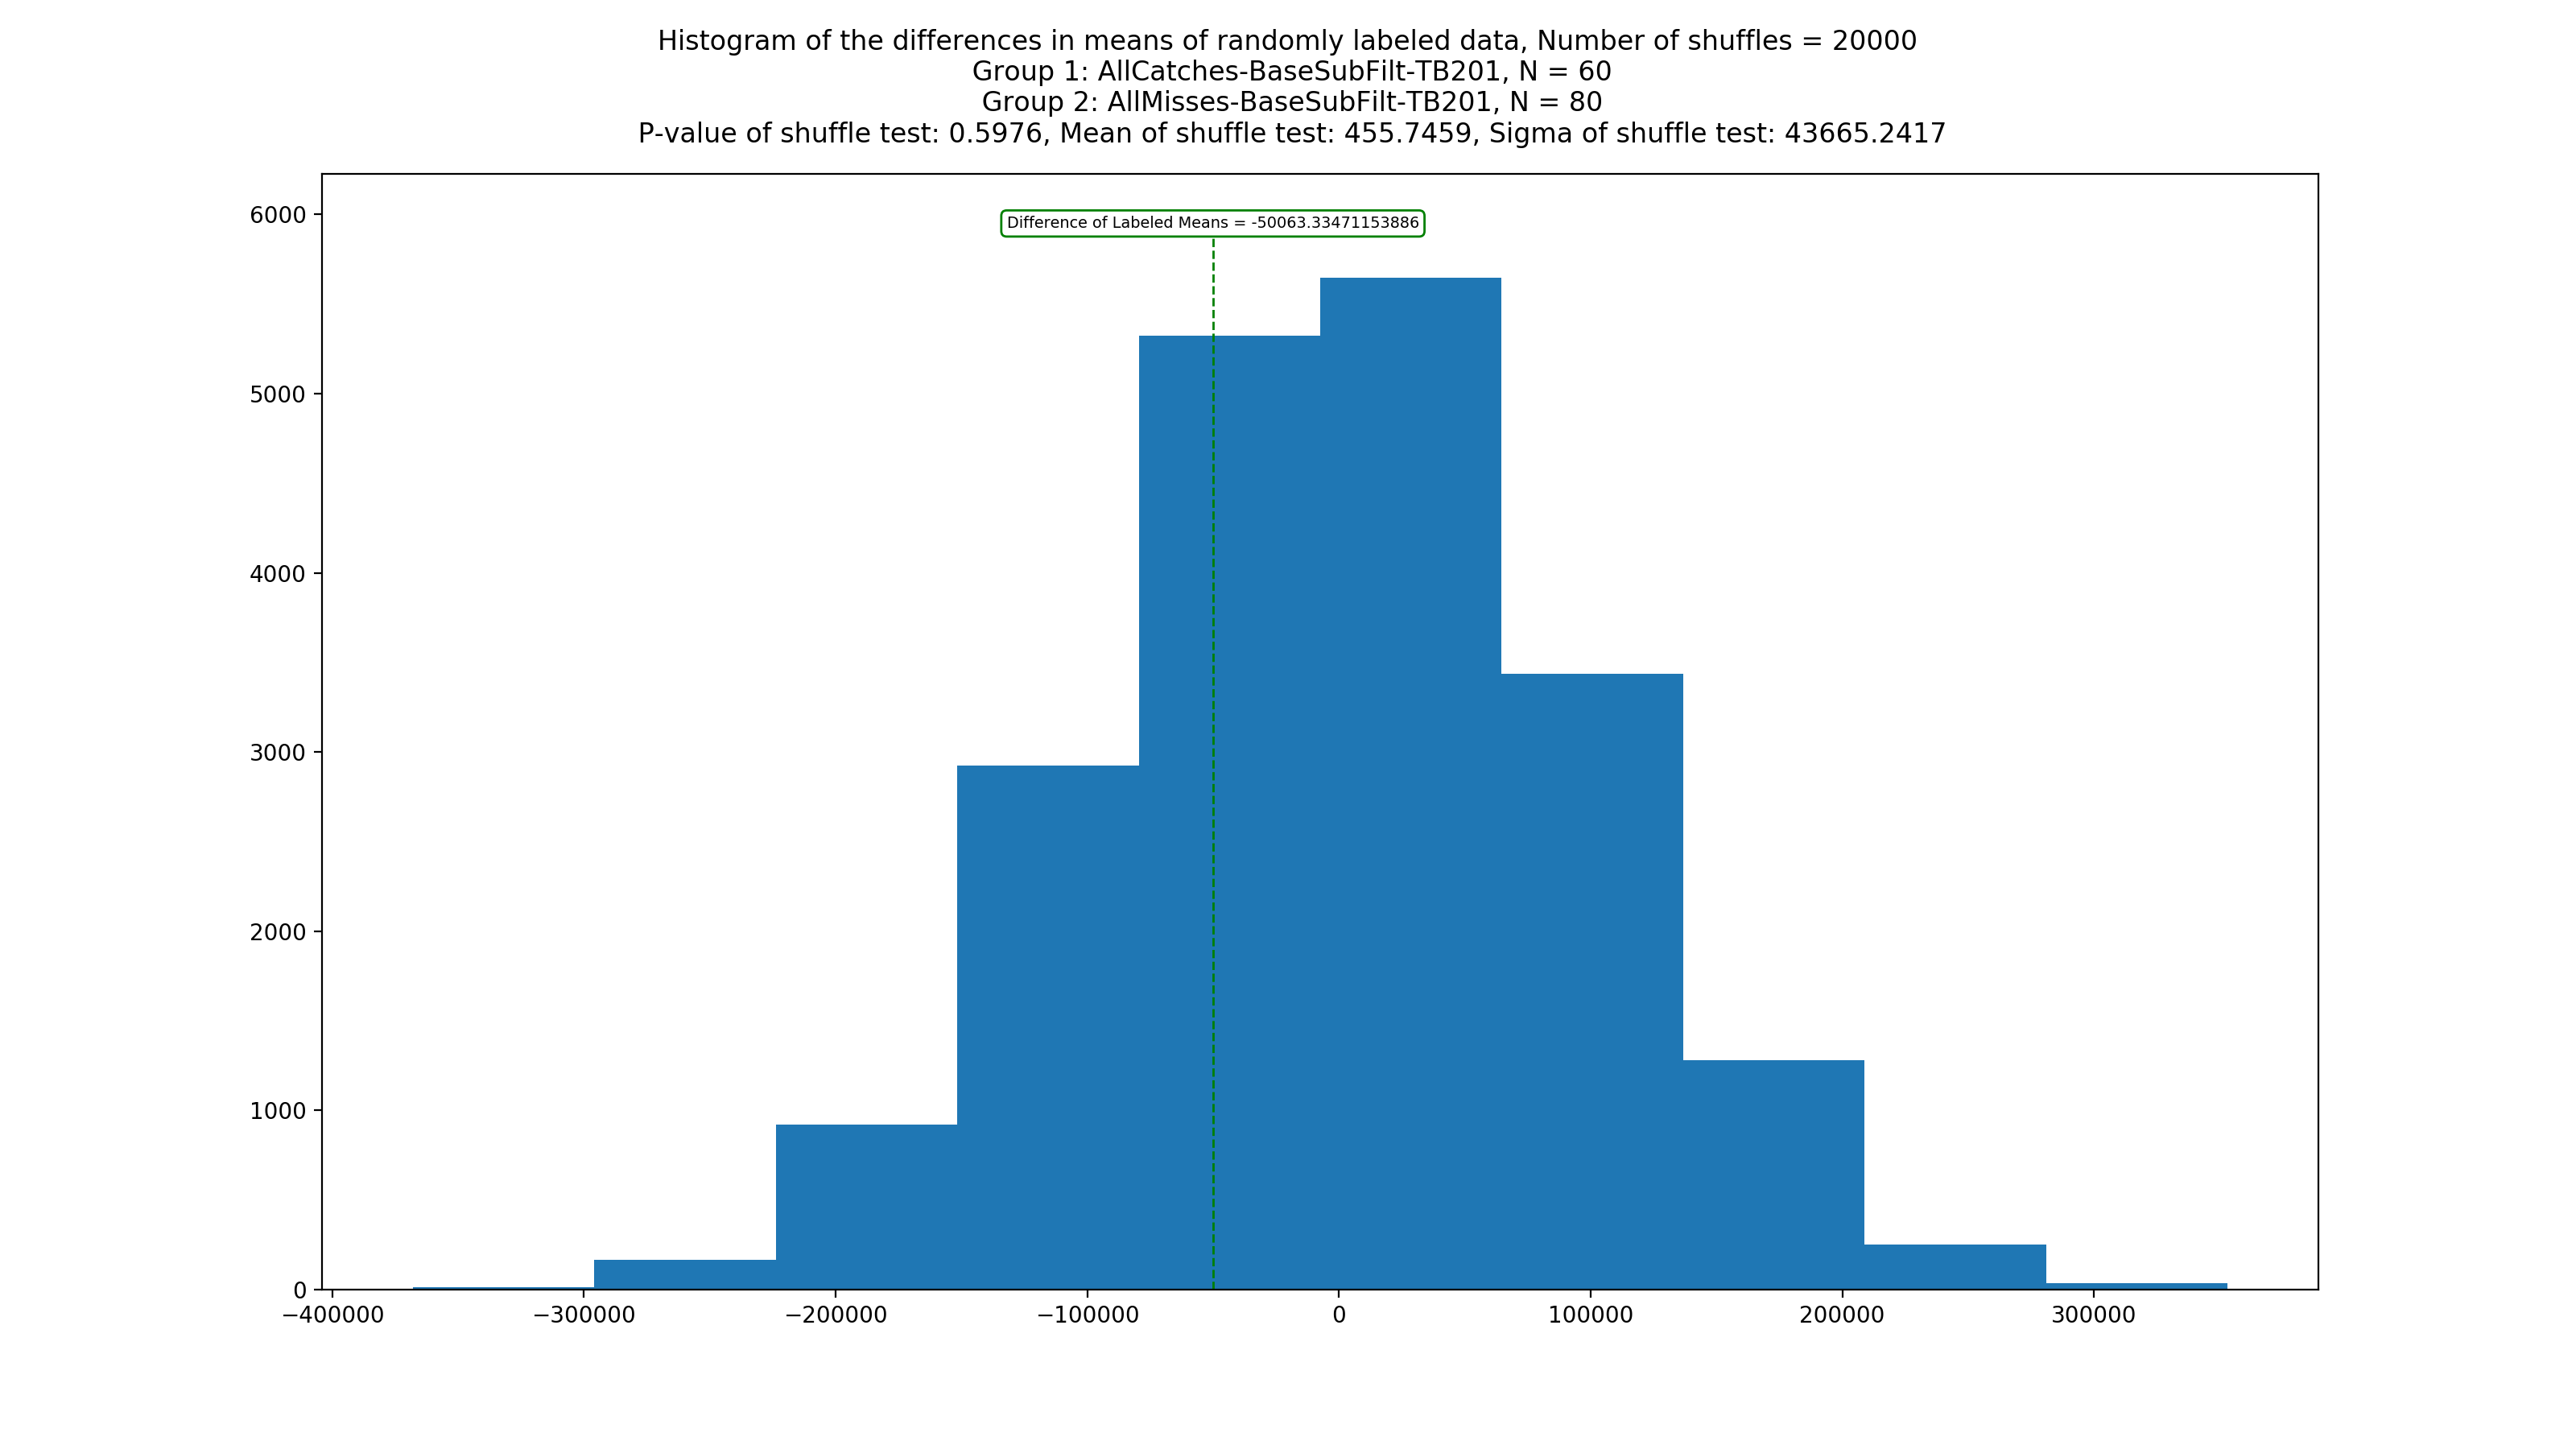 Histogram of the differences in means of randomly labeled data, Number of shuffles = 20000
Group 1: AllCatches-BaseSubFilt-TB201, N = 60
Group 2: AllMisses-BaseSubFilt-TB201, N = 80
P-value of shuffle test: 0.5976, Mean of shuffle test: 455.7459, Sigma of shuffle test: 43665.2417
Difference of Labeled Means = -50063.33471153886
6000
5000
4000
3000
2000
1000
0
−400000 −300000 −200000 −100000 0 100000 200000 300000